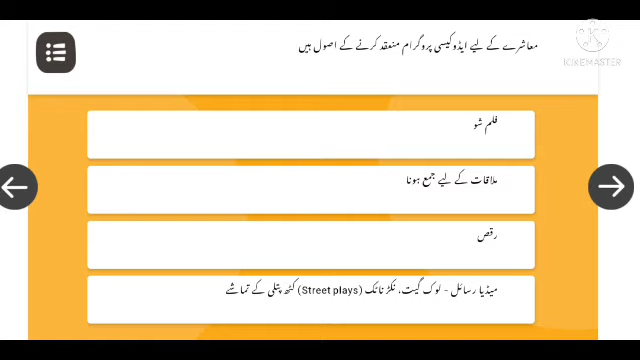 معاشرے کے لیے ایڈوکیسی پروگرام منعقد کرنے کے اصول ہیں
KINEMASTER
فلم شو
ملاقات کے لیے جمع ہونا
رقص
میڈیا رسائل - لوک گیت، نکڑ ناٹک (Street plays) کٹھ پتلی کے تماشے